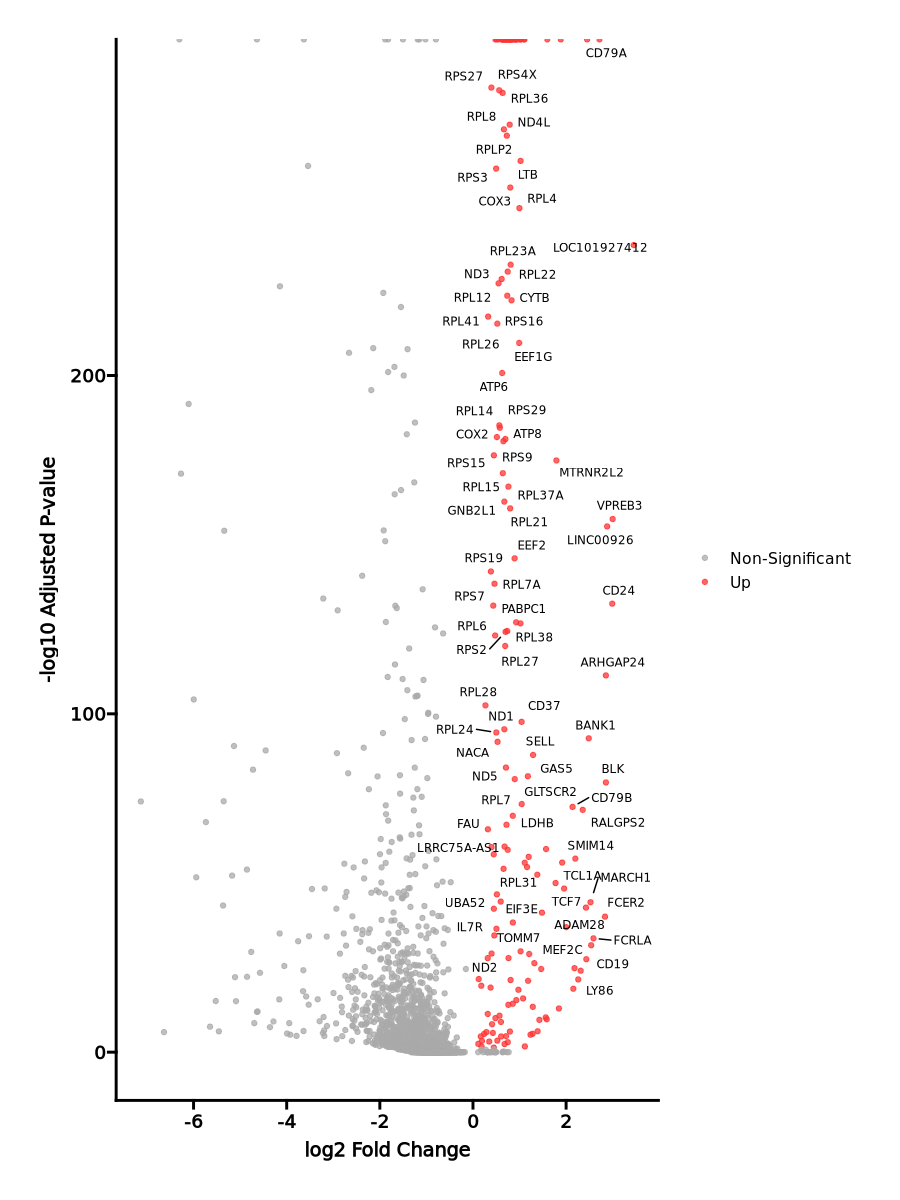 CD79A
RPS27 RPS4X
RPL36
RPL8 ND4L
RPLP2
RPS3 LTB
COX3 RPL4
LOC101927412
RPL23A
ND3 RPL22
RPL12 CYTB
RPL41 RPS16
RPL26
EEF1G
200
ATP6
RPL14 RPS29
COX2 ATP8
RPS15 RPS9
MTRNR2L2
RPL15 RPL37A
GNB2L1 VPREB3
RPL21
LINC00926
EEF2
RPS19
RPL7A CD24
RPS7
PABPC1
RPL6 RPL38
RPS2
RPL27 ARHGAP24
RPL28
CD37
100
ND1
RPL24 BANK1
NACA SELL
ND5 GAS5 BLK
GLTSCR2 CD79B
RPL7
FAU LDHB RALGPS2
LRRC75A-AS1 SMIM14
RPL31 TCL1A MARCH1
UBA52 EIF3E TCF7 FCER2
IL7R ADAM28
TOMM7 FCRLA
MEF2C
ND2 CD19
LY86
0
-6 -4 -2 0 2
log2 Fold Change
-log10 Adjusted P-value
Non-Significant
Up